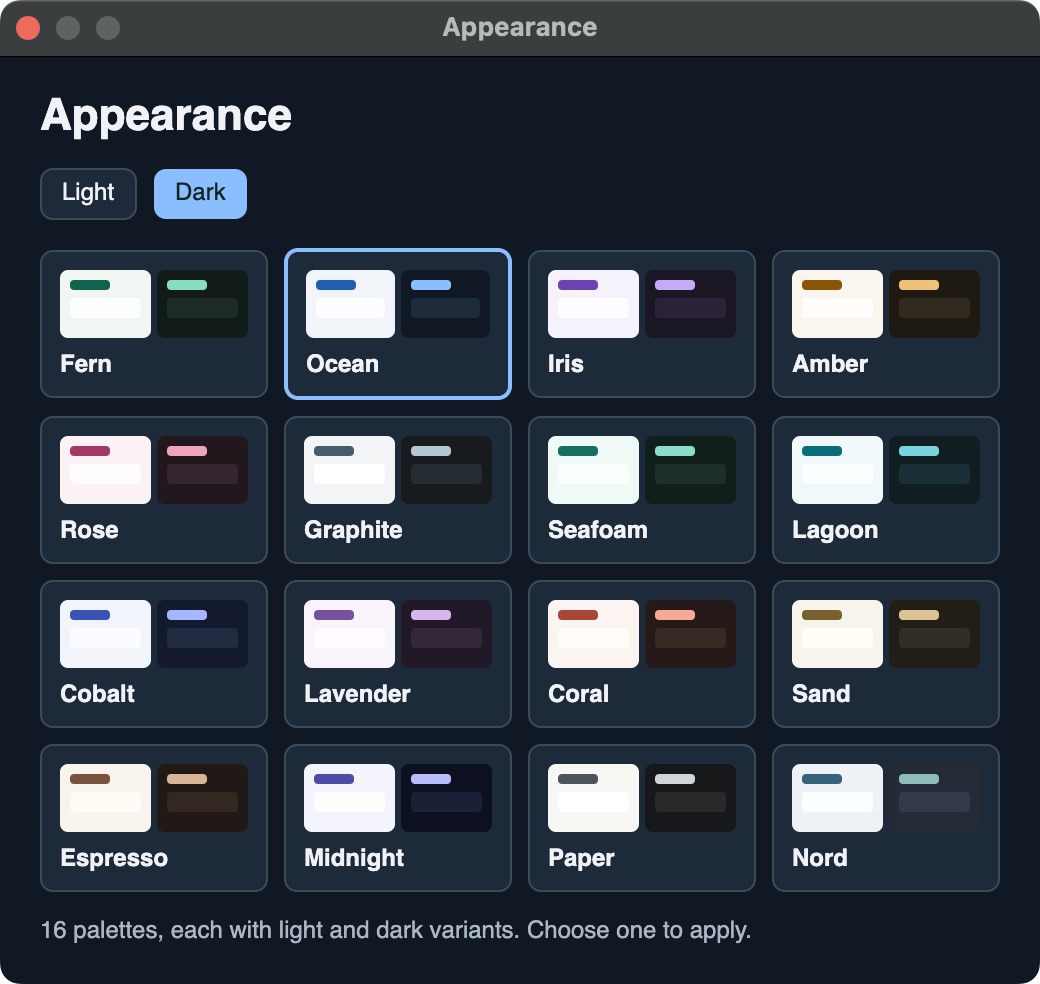 Appearance
Appearance
Light Dark
Fern Ocean Iris Amber
Rose Graphite Seafoam Lagoon
Cobalt Lavender Coral Sand
Espresso Midnight Paper Nord
16 palettes, each with light and dark variants. Choose one to apply.